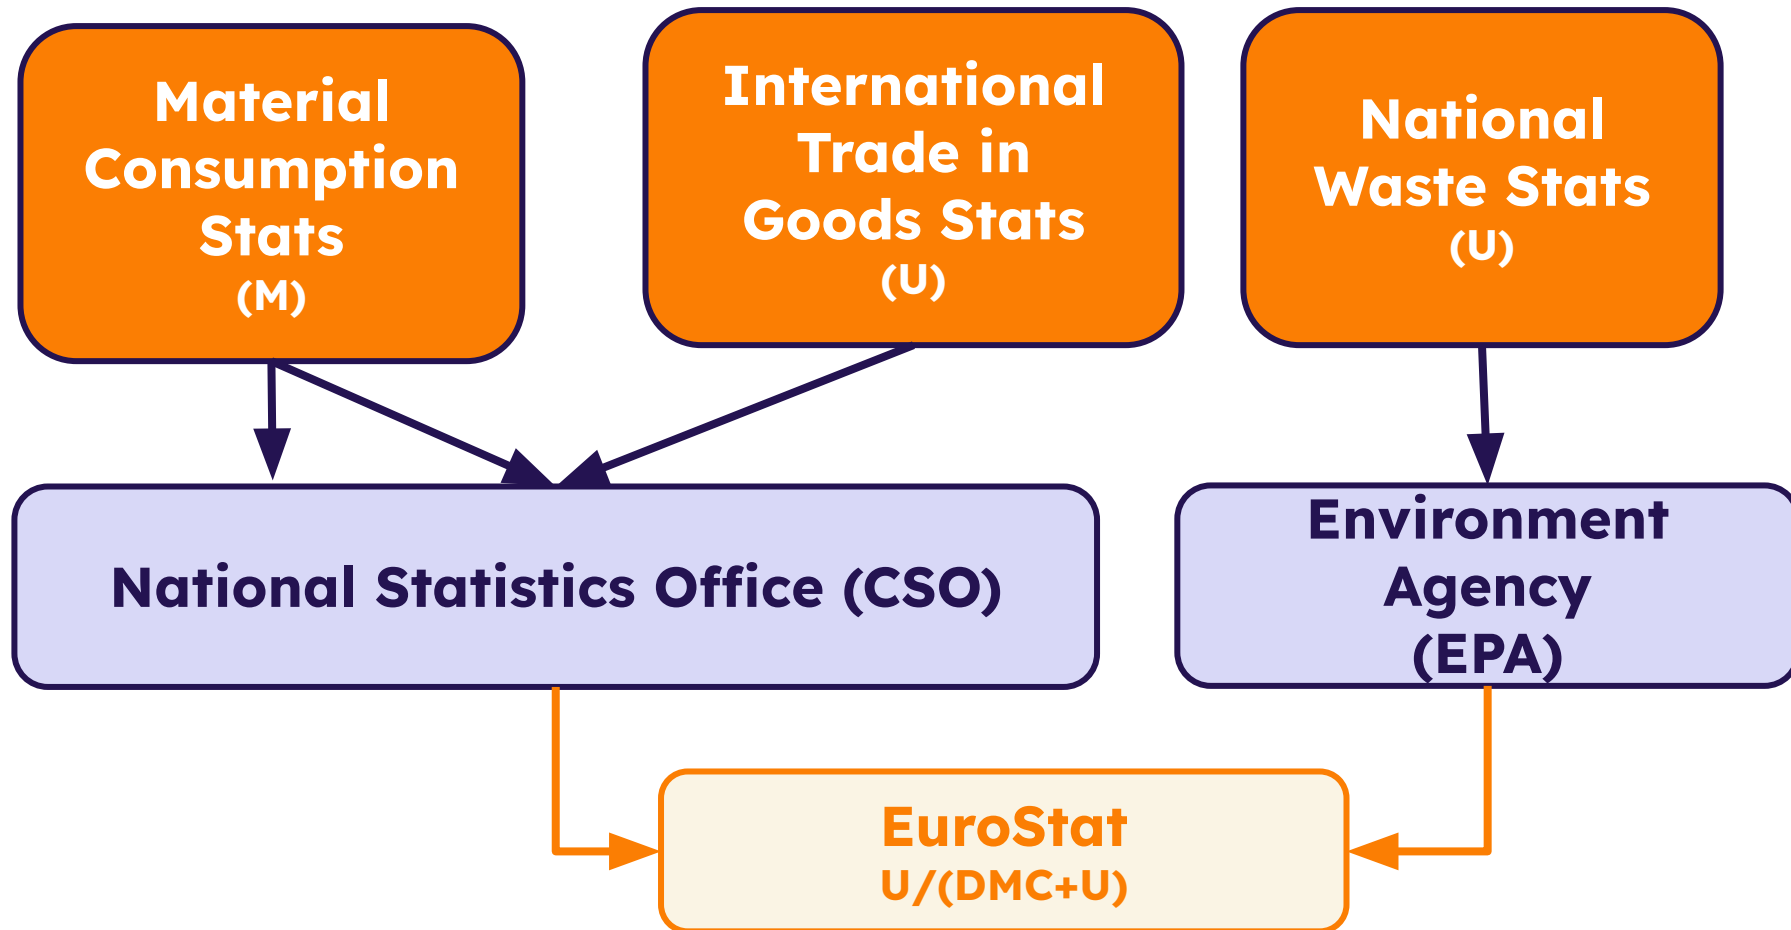 Material
Consumption
Stats
(M)
International
Trade in
Goods Stats
(U)
National
Waste Stats
(U)
National Statistics Office (CSO)
Environment
Agency
(EPA)
EuroStat
U/(DMC+U)